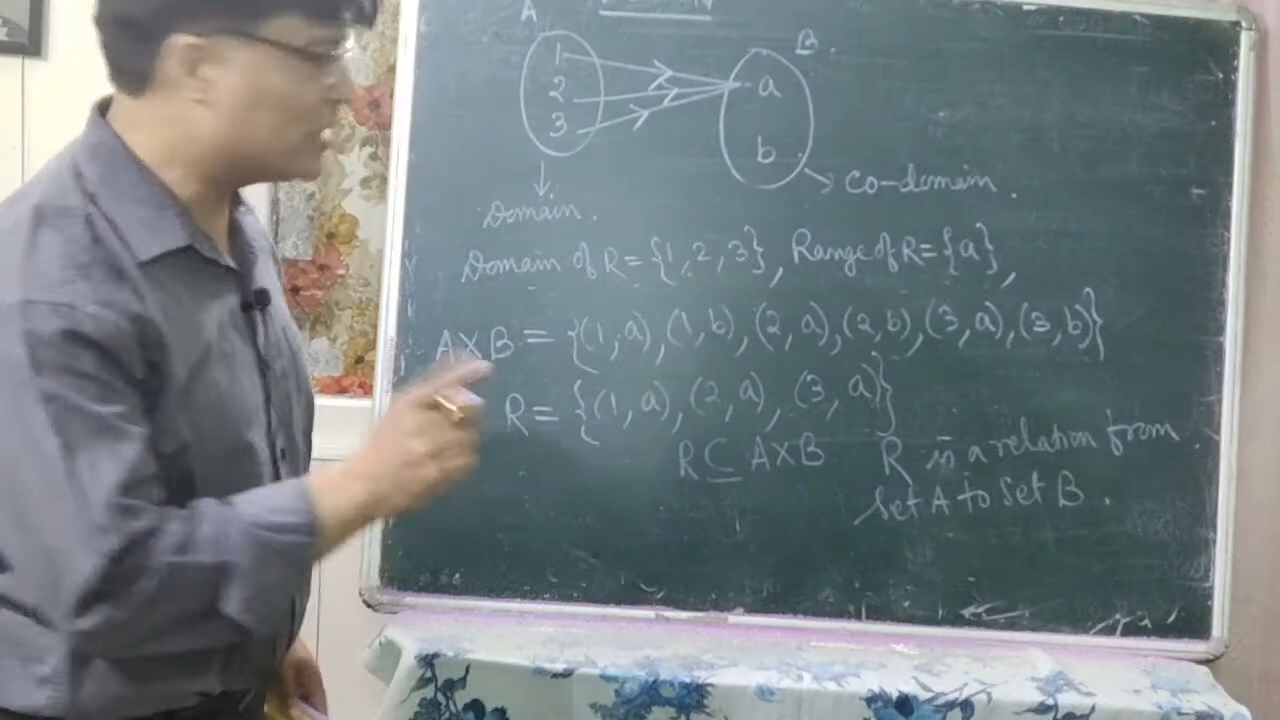 A
B.
1
2
3
a
b
co-domain.
Domain.
Domain of R = {1, 2, 3}, Range of R = {a},
A×B = {(1, a), (1, b), (2, a), (2, b), (3, a), (3, b)}
R = {(1, a), (2, a), (3, a)}
R ⊆ A×B R is a relation from
Set A to Set B.